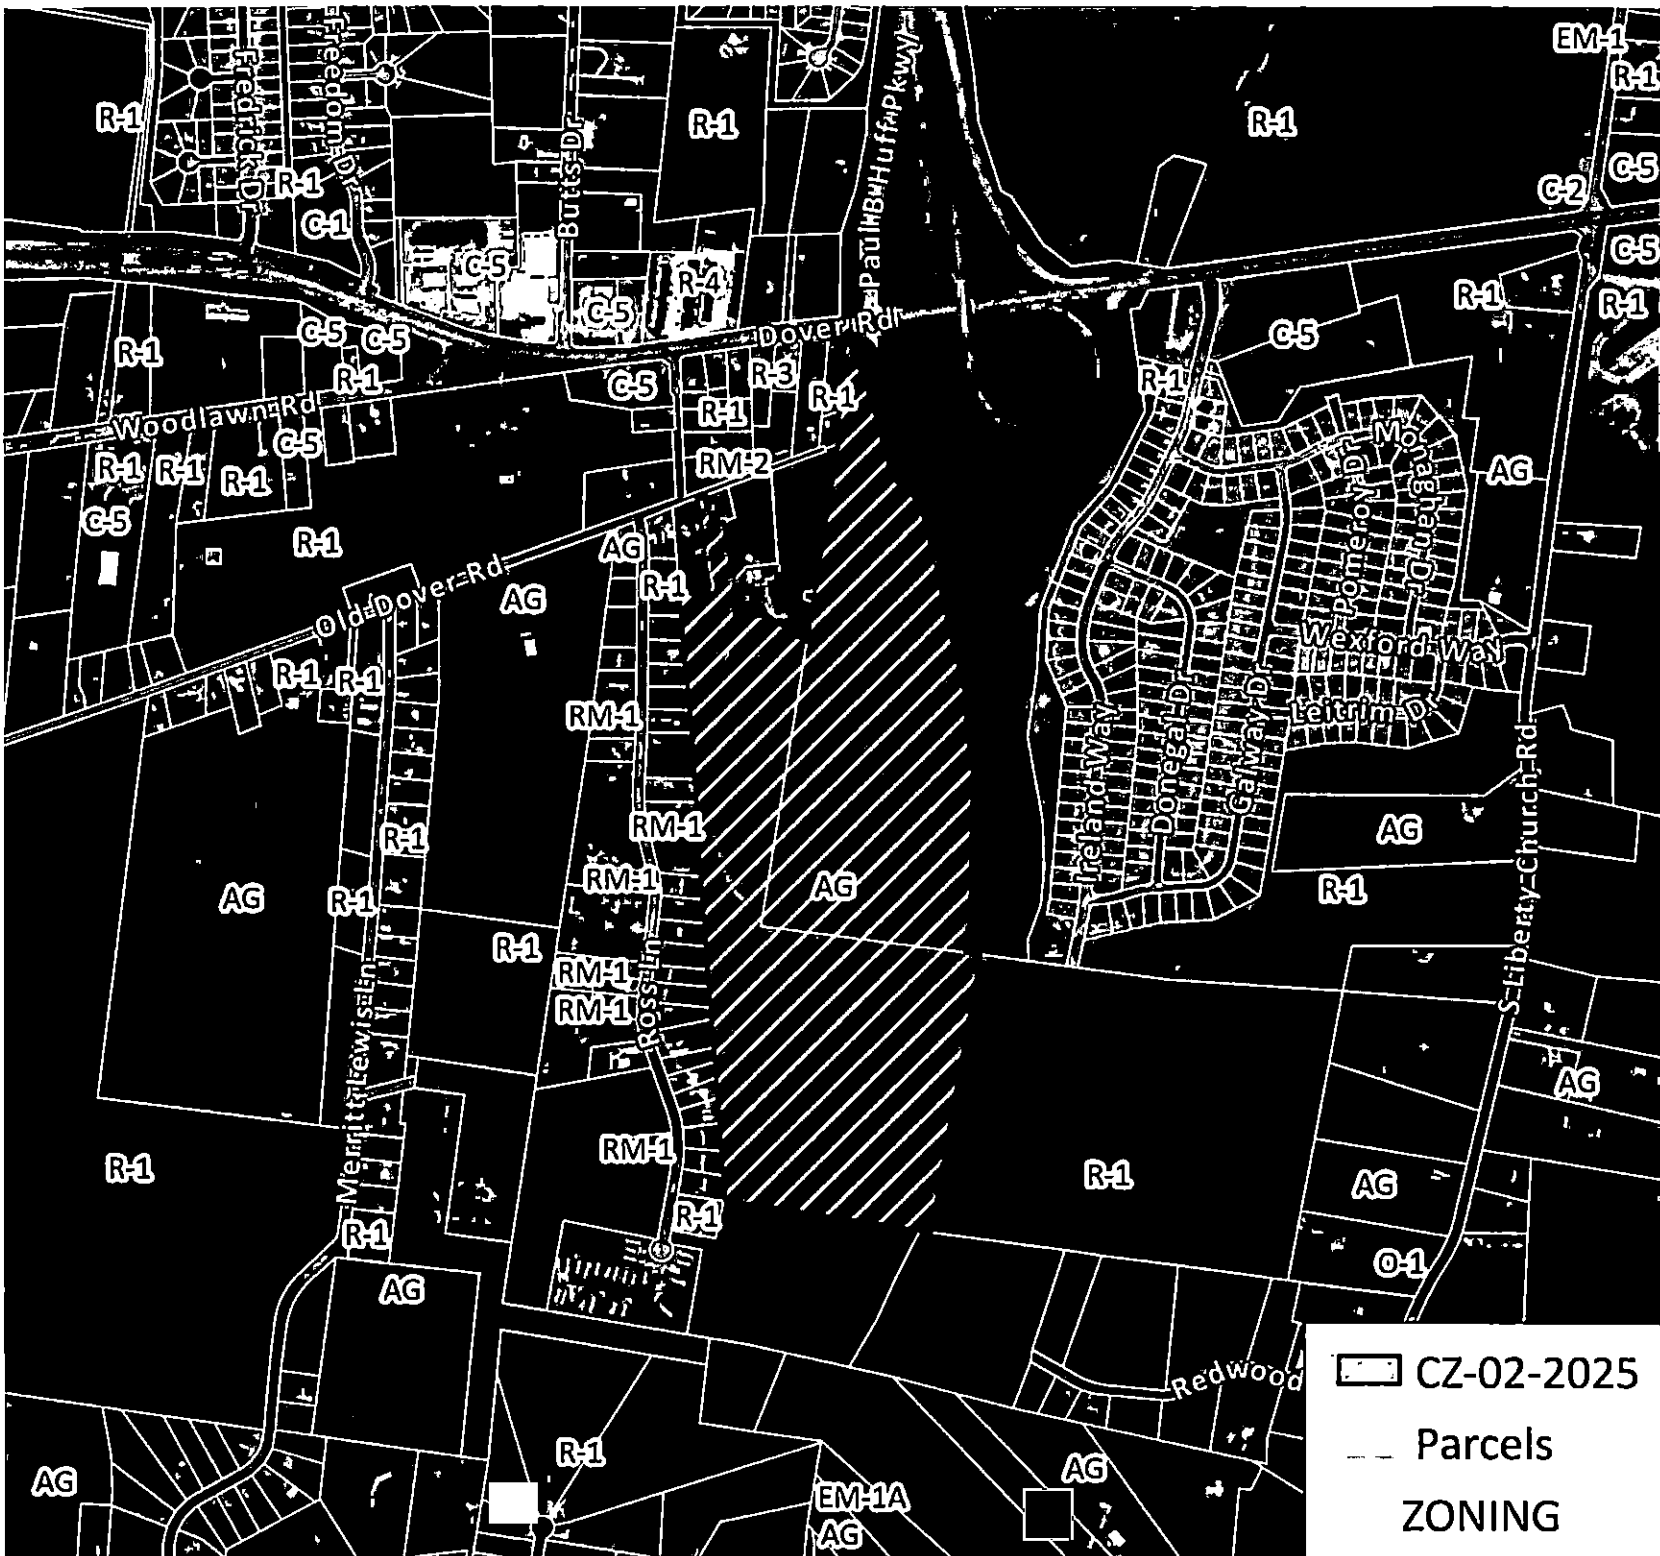 EM-1
R-1
Fredrick Dr
Freedom Dr
R-1
Butts Dr
R-1
Paul B Huff Pkwy
R-1
R-1
C-1
C-2
C-5
C-5
C-5
R-4
C-5
R-1
R-1
Dover Rd
C-5
C-5
R-1
C-5
R-1
C-5
R-3
R-1
R-1
R-1
Woodlawn Rd
C-5
R-1
Monaghan Dr
RM-2
R-1
R-1
R-1
AG
C-5
Pomeroy Dr
R-1
AG
AG
R-1
Old Dover Rd
Wexford Way
R-1
R-1
RM-1
Leitrim Dr
Ireland Way
Donegal Dr
Galway Dr
S Liberty Church Rd
R-1
RM-1
AG
RM-1
AG
AG
R-1
R-1
R-1
RM-1
RM-1
Ross Ln
Merritt Lewis Ln
AG
R-1
RM-1
R-1
AG
R-1
R-1
O-1
AG
Redwood
CZ-02-2025
Parcels
ZONING
R-1
AG
AG
EM-1A
AG